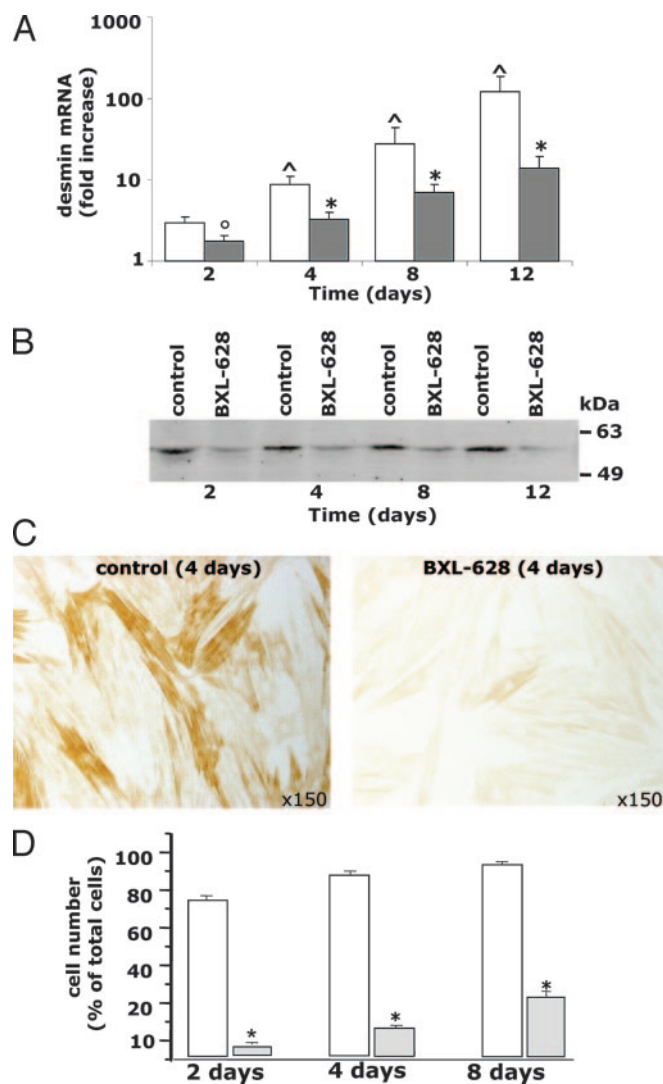 A
desmin mRNA
(fold increase)
1000
100
10
1
^
^
^
°
*
*
*
2 4 8 12
Time (days)
B
control BXL-628 control BXL-628 control BXL-628 control BXL-628
kDa
63
49
2 4 8 12
Time (days)
C
control (4 days) BXL-628 (4 days)
x150 x150
D
cell number
(% of total cells)
100
80
60
40
20
10
*
*
*
2 days 4 days 8 days